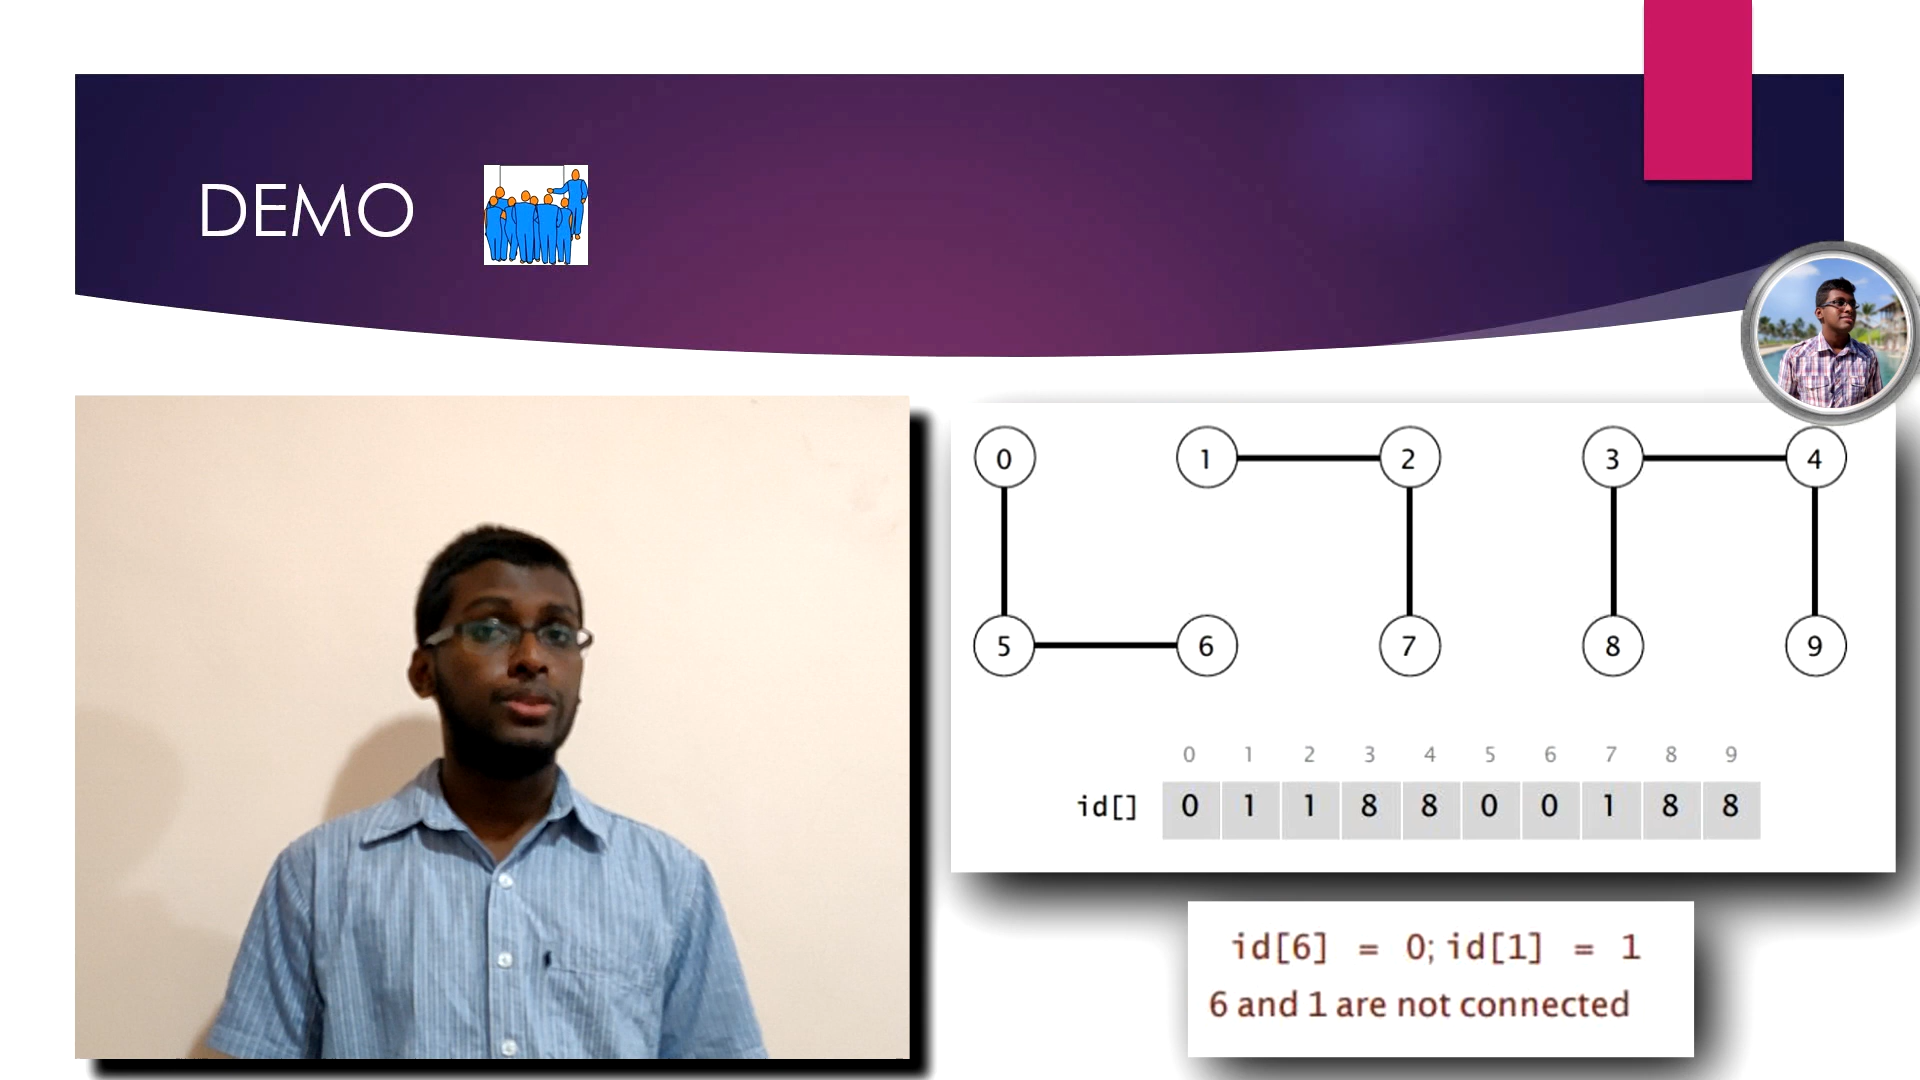 DEMO
0 1 2 3 4
5 6 7 8 9
0 1 2 3 4 5 6 7 8 9
id[] 0 1 1 8 8 0 0 1 8 8
id[6] = 0; id[1] = 1
6 and 1 are not connected